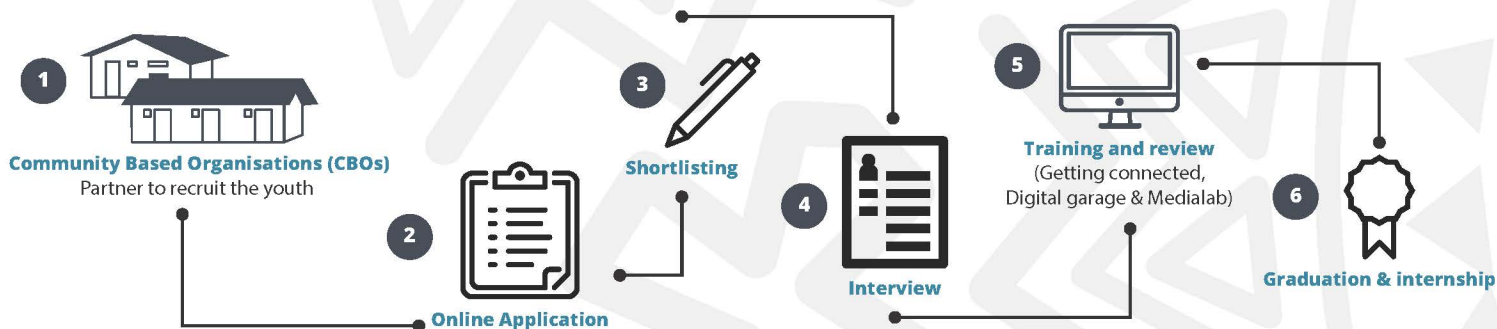 1
Community Based Organisations (CBOs)
Partner to recruit the youth
2
Online Application
3
Shortlisting
4
Interview
5
Training and review
(Getting connected,
Digital garage & Medialab)
6
Graduation & internship